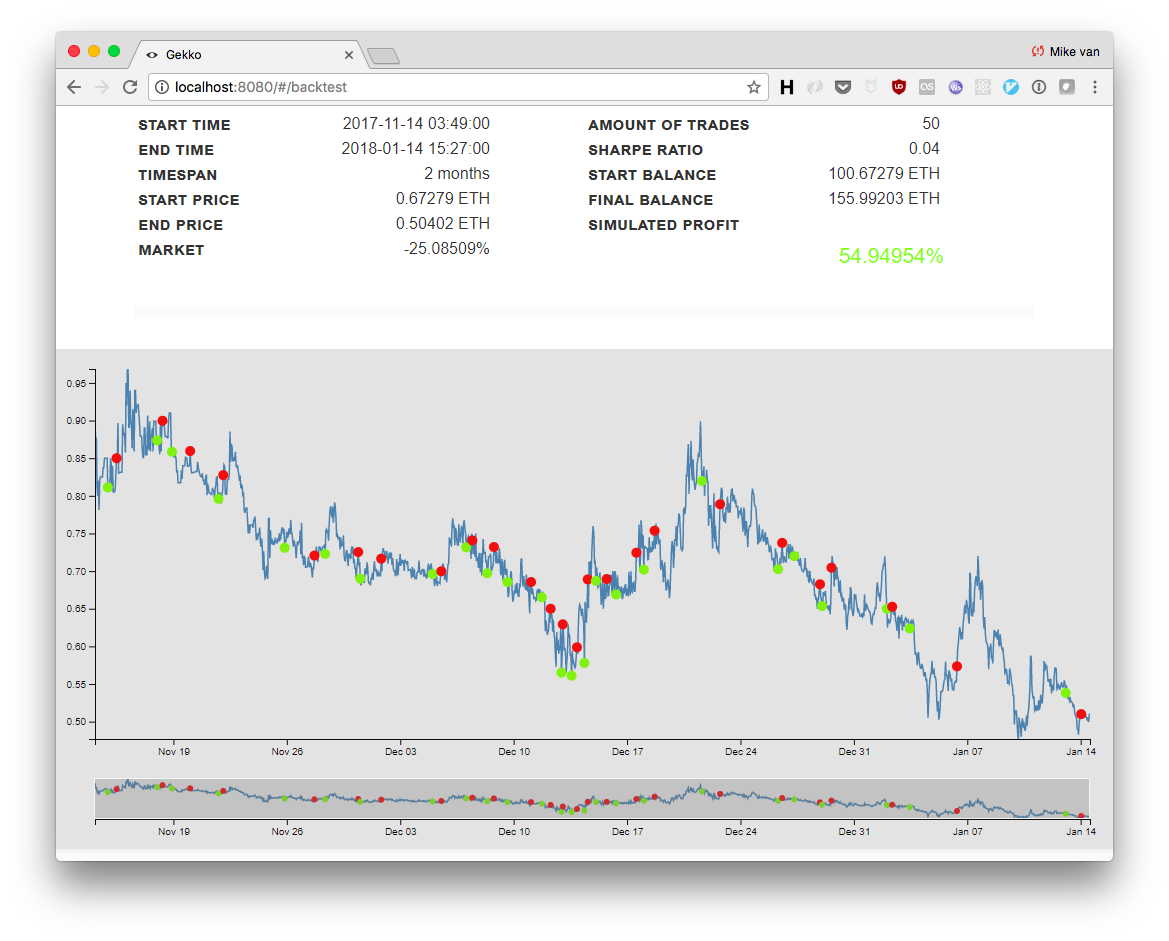 Gekko
Mike van
localhost:8080/#/backtest
START TIME 2017-11-14 03:49:00
END TIME 2018-01-14 15:27:00
TIMESPAN 2 months
START PRICE 0.67279 ETH
END PRICE 0.50402 ETH
MARKET -25.08509%
AMOUNT OF TRADES 50
SHARPE RATIO 0.04
START BALANCE 100.67279 ETH
FINAL BALANCE 155.99203 ETH
SIMULATED PROFIT
54.94954%
0.95
0.90
0.85
0.80
0.75
0.70
0.65
0.60
0.55
0.50
Nov 19 Nov 26 Dec 03 Dec 10 Dec 17 Dec 24 Dec 31 Jan 07 Jan 14
Nov 19 Nov 26 Dec 03 Dec 10 Dec 17 Dec 24 Dec 31 Jan 07 Jan 14